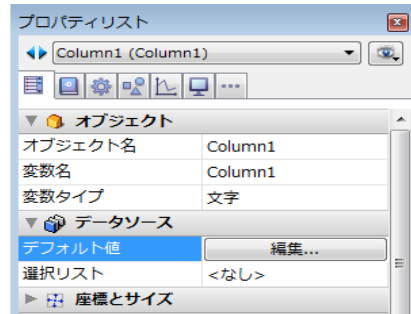 プロパティリスト
Column1 (Column1)
オブジェクト
オブジェクト名 Column1
変数名 Column1
変数タイプ 文字
データソース
デフォルト値 編集...
選択リスト <なし>
座標とサイズ